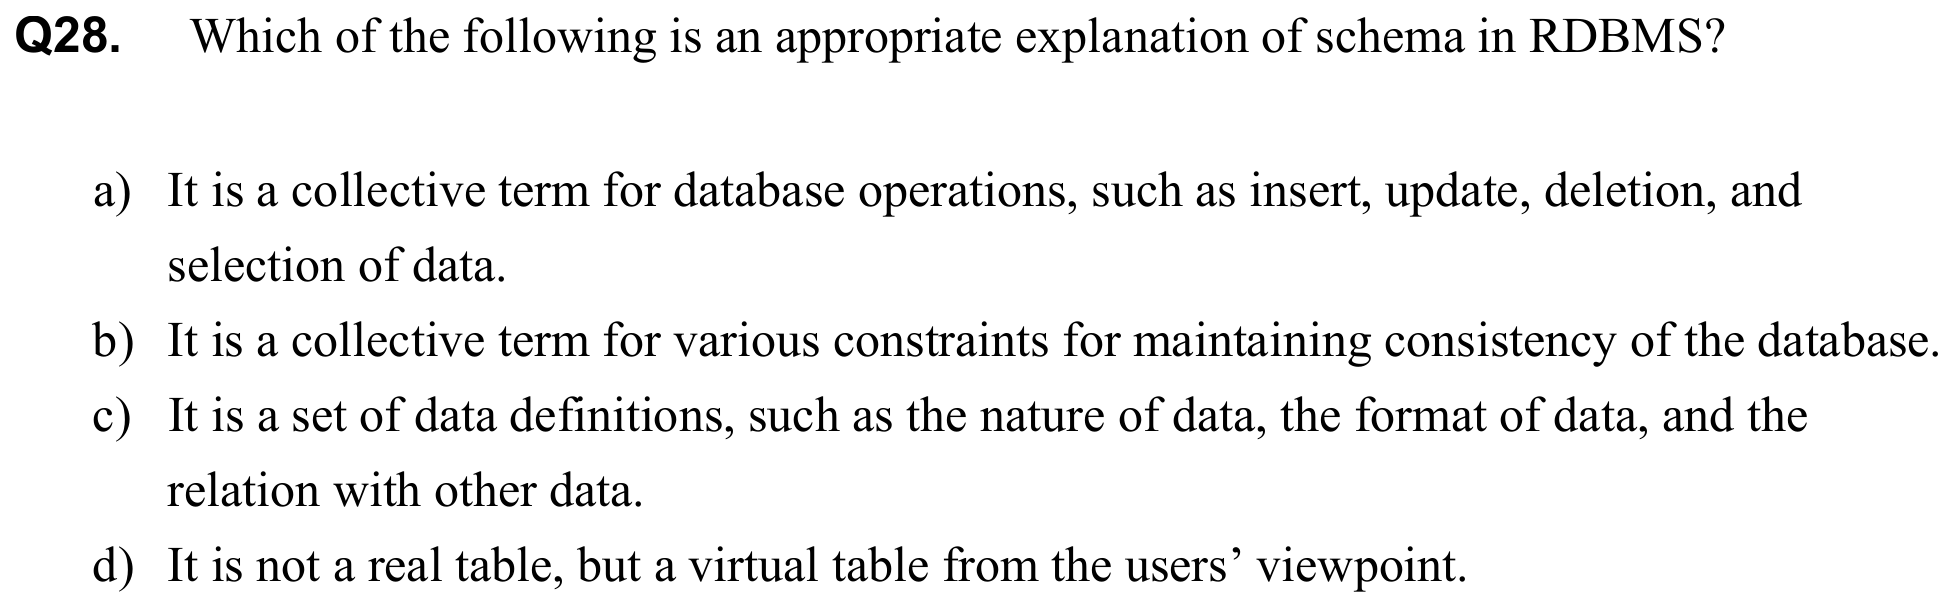 Q28. Which of the following is an appropriate explanation of schema in RDBMS?
a) It is a collective term for database operations, such as insert, update, deletion, and
selection of data.
b) It is a collective term for various constraints for maintaining consistency of the database.
c) It is a set of data definitions, such as the nature of data, the format of data, and the
relation with other data.
d) It is not a real table, but a virtual table from the users’ viewpoint.